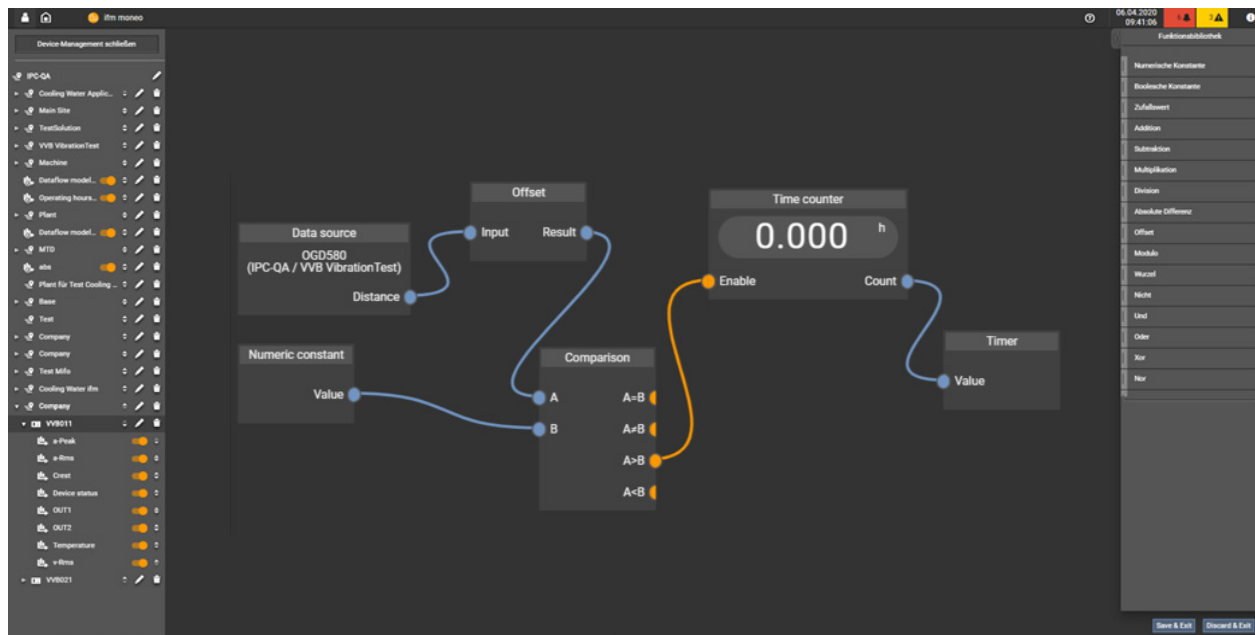 ifm moneo
06.04.2020
09:41:06
3
Device-Management schließen
IPC-QA
Cooling Water Applic...
Main Site
TestSolution
VVB VibrationTest
Machine
Dataflow model...
Operating hours...
Plant
Dataflow model...
MTD
abs
Plant für Test Cooling ...
Base
Test
Company
Company
Test Mifo
Cooling Water ifm
Company
VVB011
a-Peak
a-Rms
Crest
Device status
OUT1
OUT2
Temperature
v-Rms
VVB021
Data source
OGD580
(IPC-QA / VVB VibrationTest)
Distance
Numeric constant
Value
Offset
Input Result
Comparison
A A=B
B A≠B
A>B
A<B
Time counter
0.000 h
Enable Count
Timer
Value
Funktionsbibliothek
Numerische Konstante
Boolesche Konstante
Zufallswert
Addition
Subtraktion
Multiplikation
Division
Absolute Differenz
Offset
Modulo
Wurzel
Nicht
Und
Oder
Xor
Nor
Save & Exit Discard & Exit